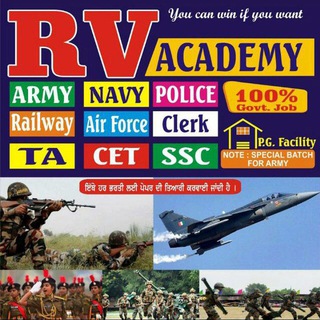 You can win if you want
RV ACADEMY
ARMY NAVY POLICE
100%
Govt. Job
Railway Air Force Clerk
P.G. Facility
TA CET SSC
NOTE : SPECIAL BATCH
FOR ARMY
ਇੱਥੇ ਹਰ ਭਰਤੀ ਲਈ ਪੇਪਰ ਦੀ ਤਿਆਰੀ ਕਰਵਾਈ ਜਾਂਦੀ ਹੈ ।